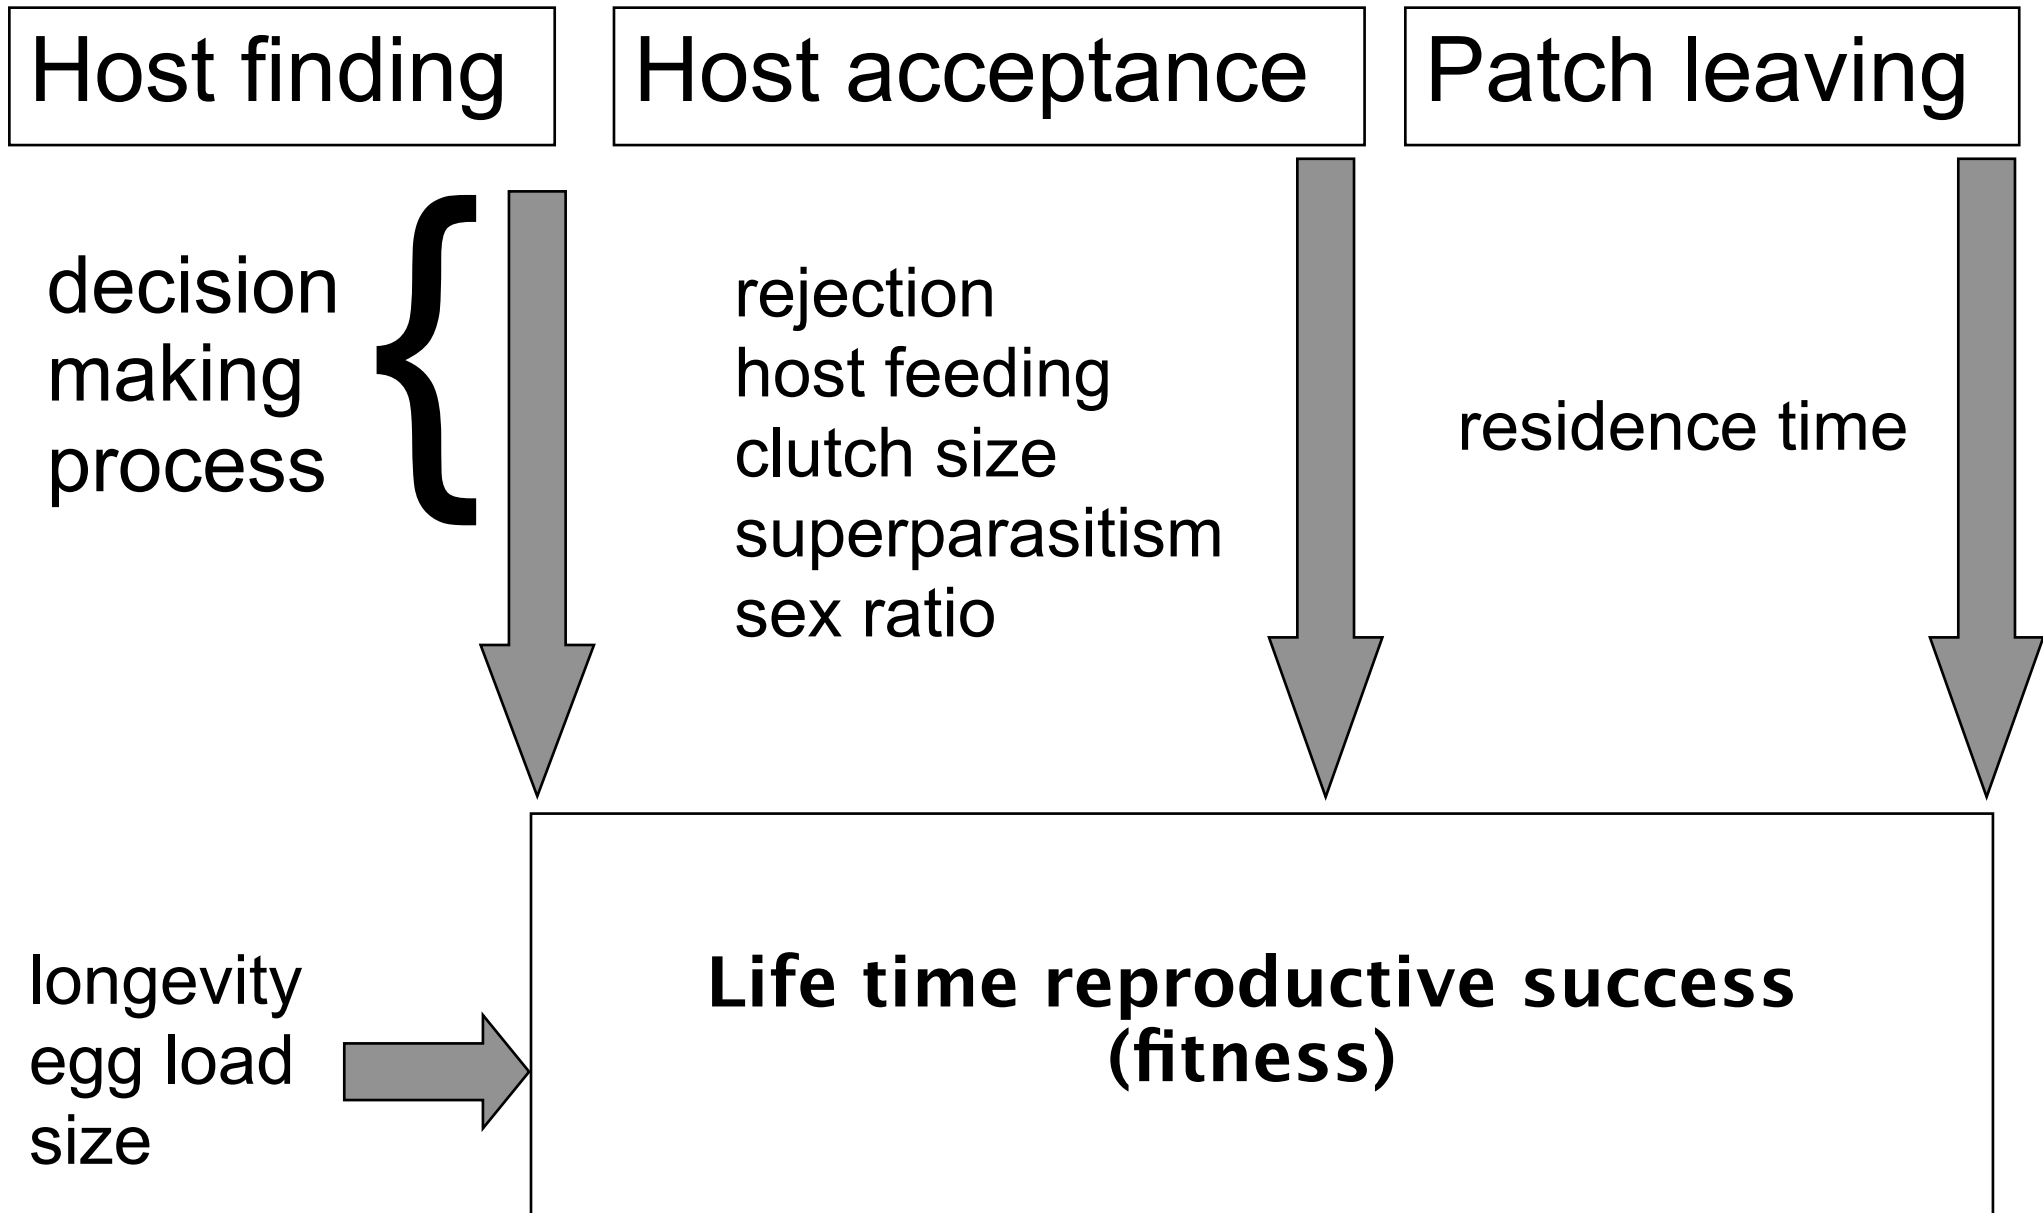 Host finding
Host acceptance
Patch leaving
decision
making
process
rejection
host feeding
clutch size
superparasitism
sex ratio
residence time
longevity
egg load
size
Life time reproductive success
(fitness)